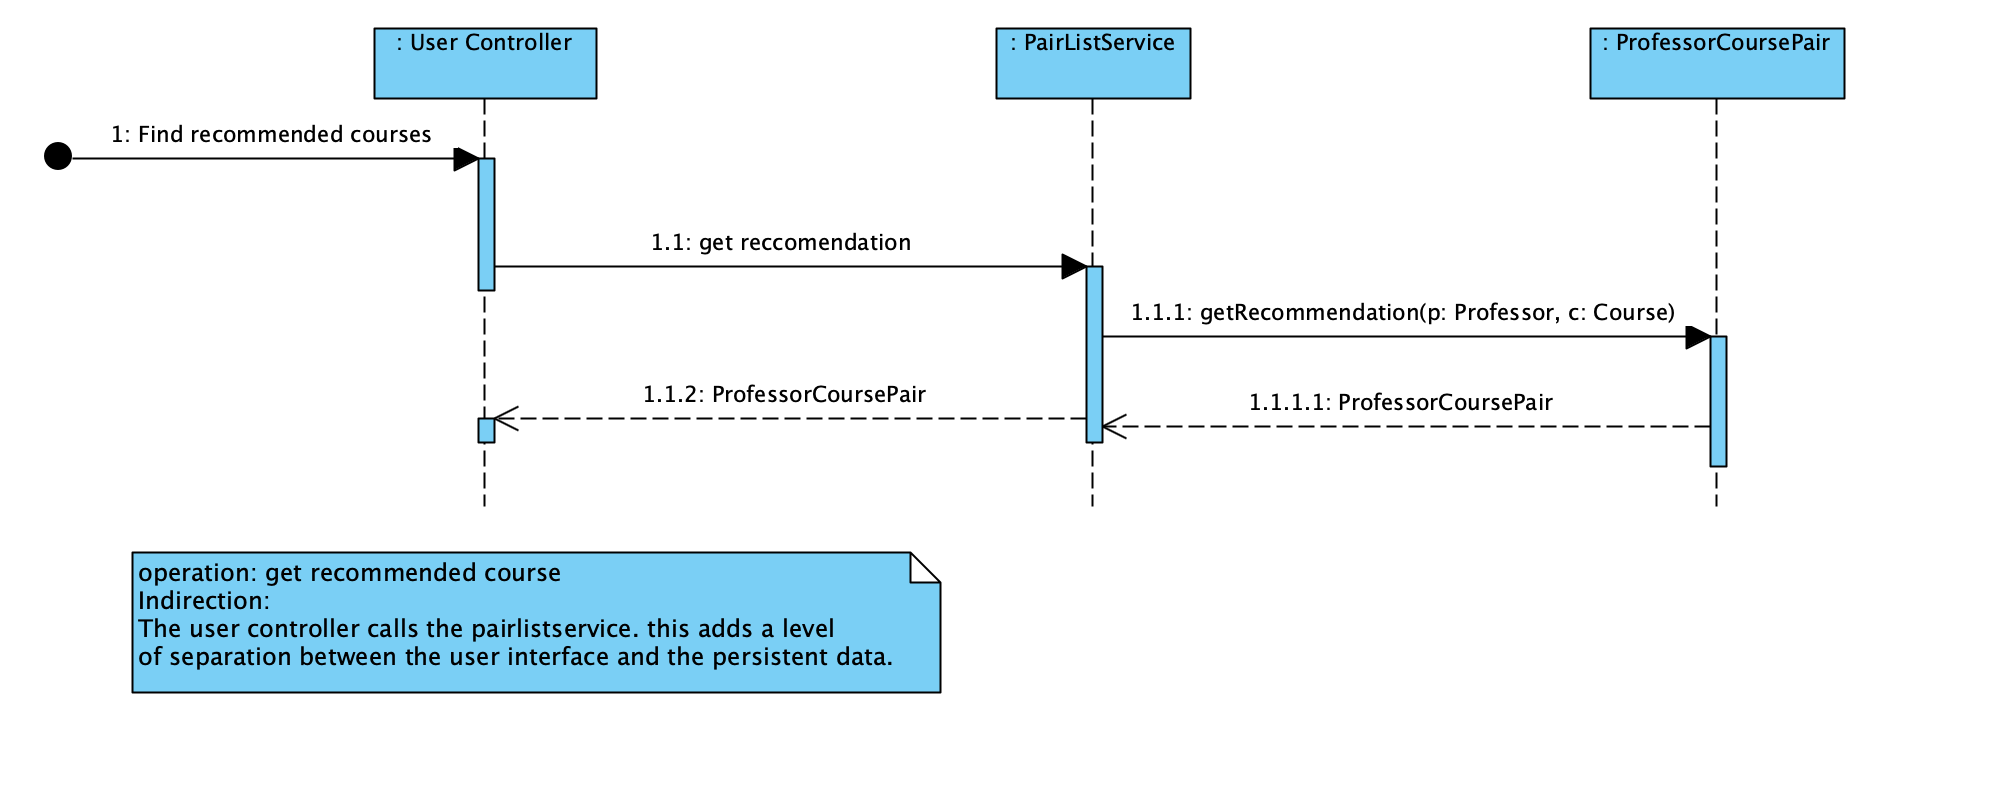 : User Controller
: PairListService
: ProfessorCoursePair
1: Find recommended courses
1.1: get reccomendation
1.1.1: getRecommendation(p: Professor, c: Course)
1.1.2: ProfessorCoursePair
1.1.1.1: ProfessorCoursePair
operation: get recommended course
Indirection:
The user controller calls the pairlistservice. this adds a level
of separation between the user interface and the persistent data.